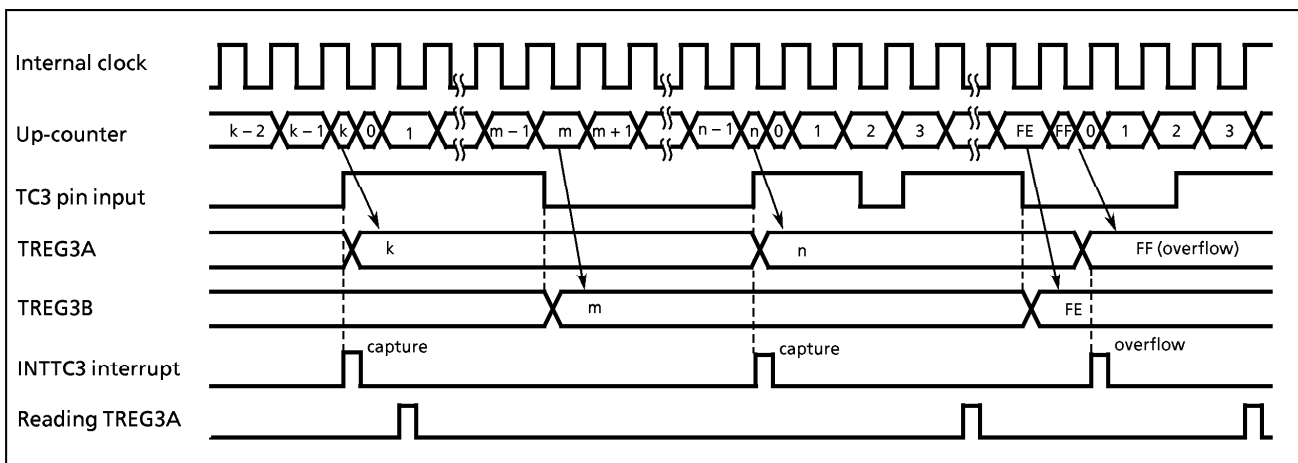 Internal clock
Up-counter k – 2 k – 1 k 0 1 m – 1 m m + 1 n – 1 n 0 1 2 3 FE FF 0 1 2 3
TC3 pin input
TREG3A k n FF (overflow)
TREG3B m FE
capture capture overflow
INTTC3 interrupt
Reading TREG3A